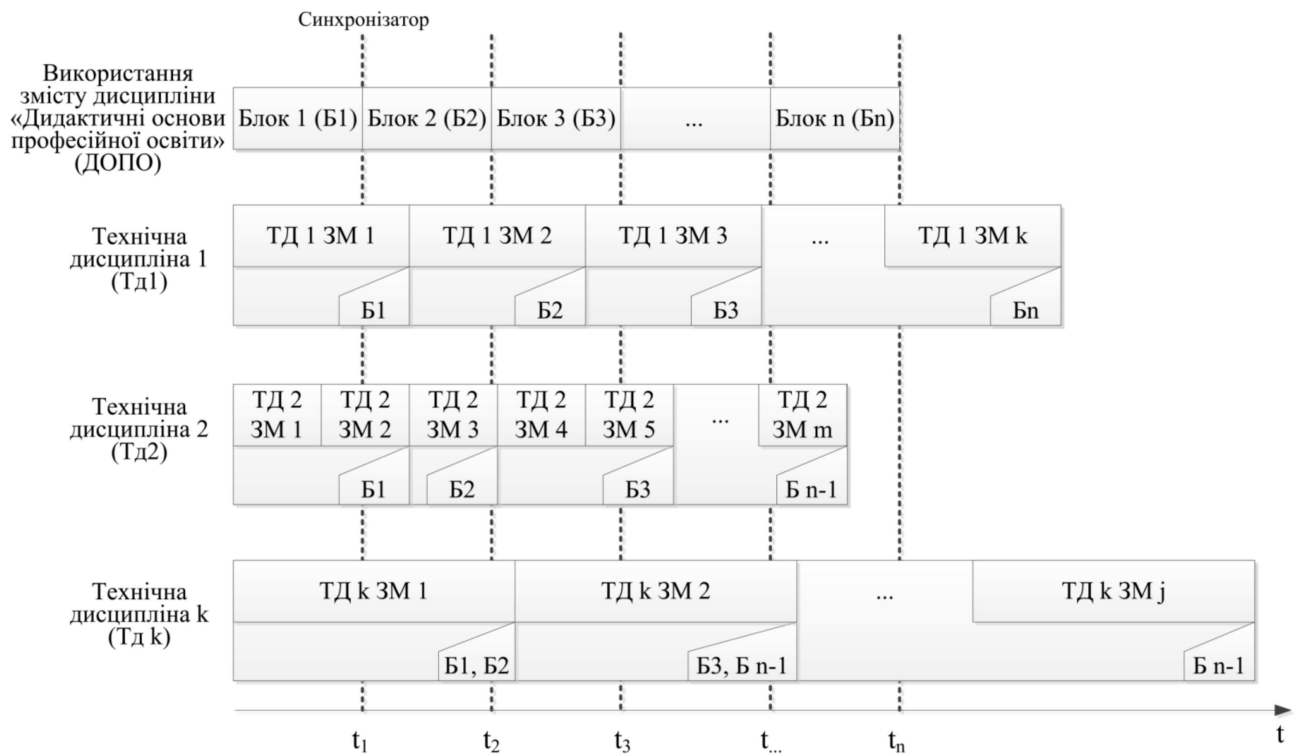 Синхронізатор
Використання
змісту дисципліни
«Дидактичні основи
професійної освіти»
(ДОПО)
Блок 1 (Б1)
Блок 2 (Б2)
Блок 3 (Б3)
...
Блок n (Бn)
Технічна
дисципліна 1
(Тд1)
ТД 1 ЗМ 1
ТД 1 ЗМ 2
ТД 1 ЗМ 3
...
ТД 1 ЗМ k
Б1
Б2
Б3
Бn
Технічна
дисципліна 2
(Тд2)
ТД 2
ЗМ 1
ТД 2
ЗМ 2
ТД 2
ЗМ 3
ТД 2
ЗМ 4
ТД 2
ЗМ 5
...
ТД 2
ЗМ m
Б1
Б2
Б3
Б n-1
Технічна
дисципліна k
(Тд k)
ТД k ЗМ 1
ТД k ЗМ 2
...
ТД k ЗМ j
Б1, Б2
Б3, Б n-1
Б n-1
t1
t2
t3
t...
tn
t